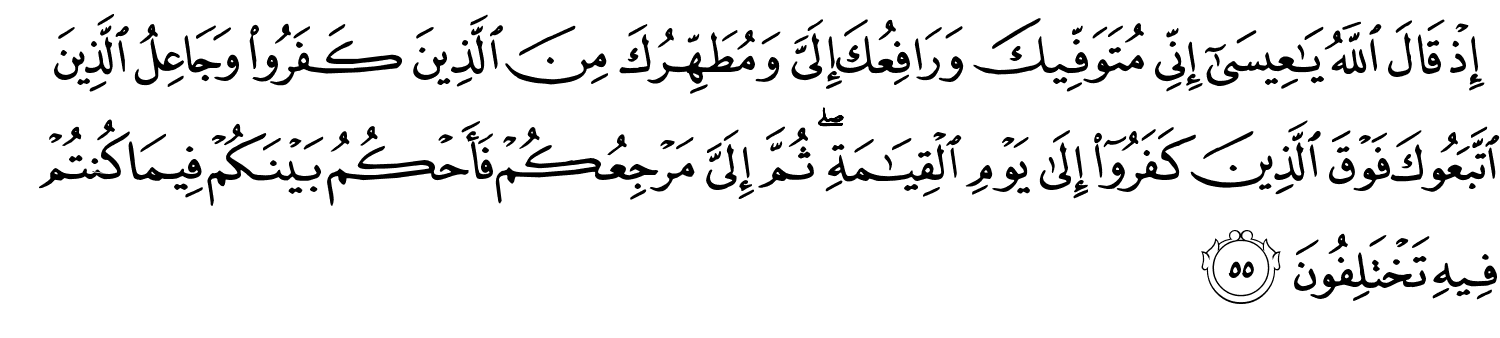 إِذْ قَالَ ٱللَّهُ يَـٰعِيسَىٰٓ إِنِّي مُتَوَفِّيكَ وَرَافِعُكَ إِلَيَّ وَمُطَهِّرُكَ مِنَ ٱلَّذِينَ كَفَرُوا۟ وَجَاعِلُ ٱلَّذِينَ
ٱتَّبَعُوكَ فَوْقَ ٱلَّذِينَ كَفَرُوٓا۟ إِلَىٰ يَوْمِ ٱلْقِيَـٰمَةِۖ ثُمَّ إِلَيَّ مَرْجِعُكُمْ فَأَحْكُمُ بَيْنَكُمْ فِيمَا كُنتُمْ
فِيهِ تَخْتَلِفُونَ ٥٥